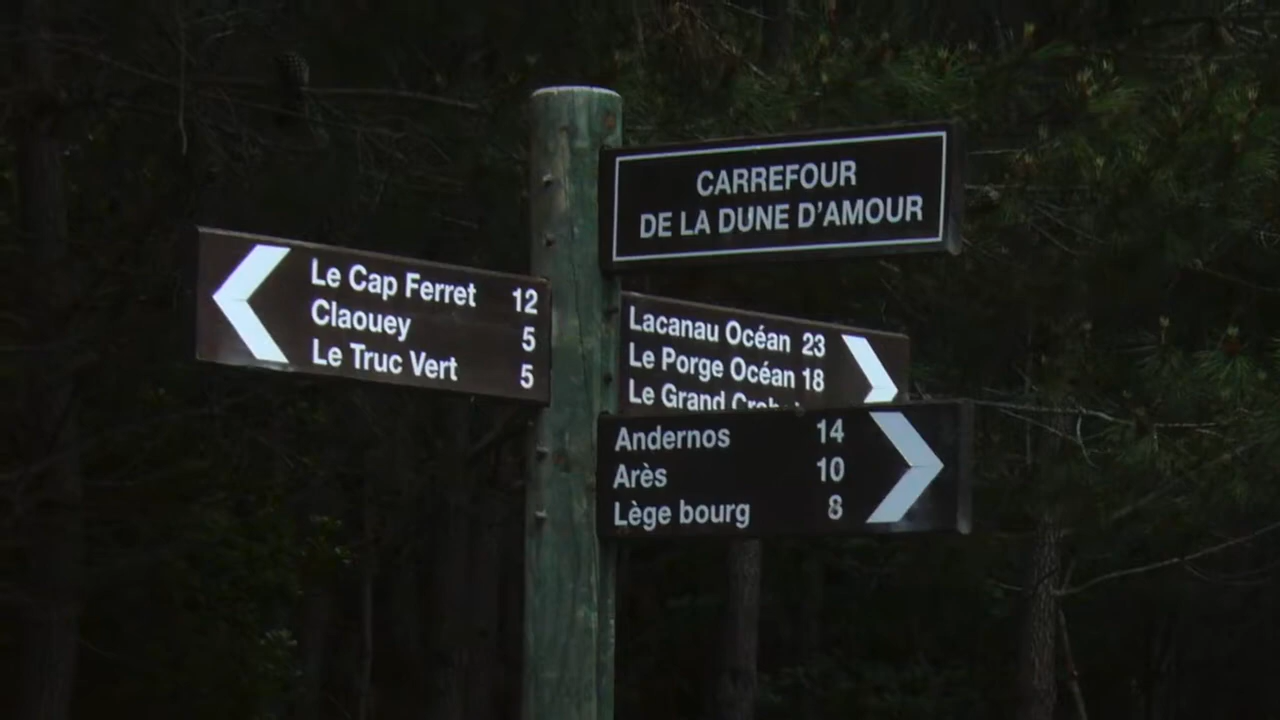 CARREFOUR
DE LA DUNE D'AMOUR
Le Cap Ferret 12
Claouey 5
Le Truc Vert 5
Lacanau Océan 23
Le Porge Océan 18
Le Grand
Andernos 14
Arès 10
Lège bourg 8